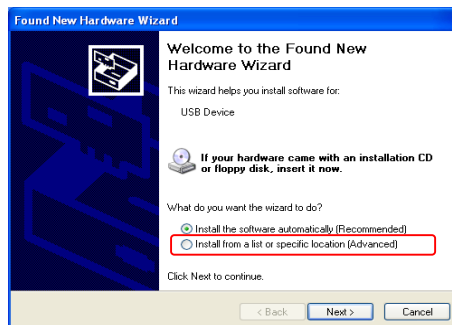 Found New Hardware Wizard
Welcome to the Found New
Hardware Wizard
This wizard helps you install software for:
USB Device
If your hardware came with an installation CD
or floppy disk, insert it now.
What do you want the wizard to do?
Install the software automatically (Recommended)
Install from a list or specific location (Advanced)
Click Next to continue.
< Back Next > Cancel